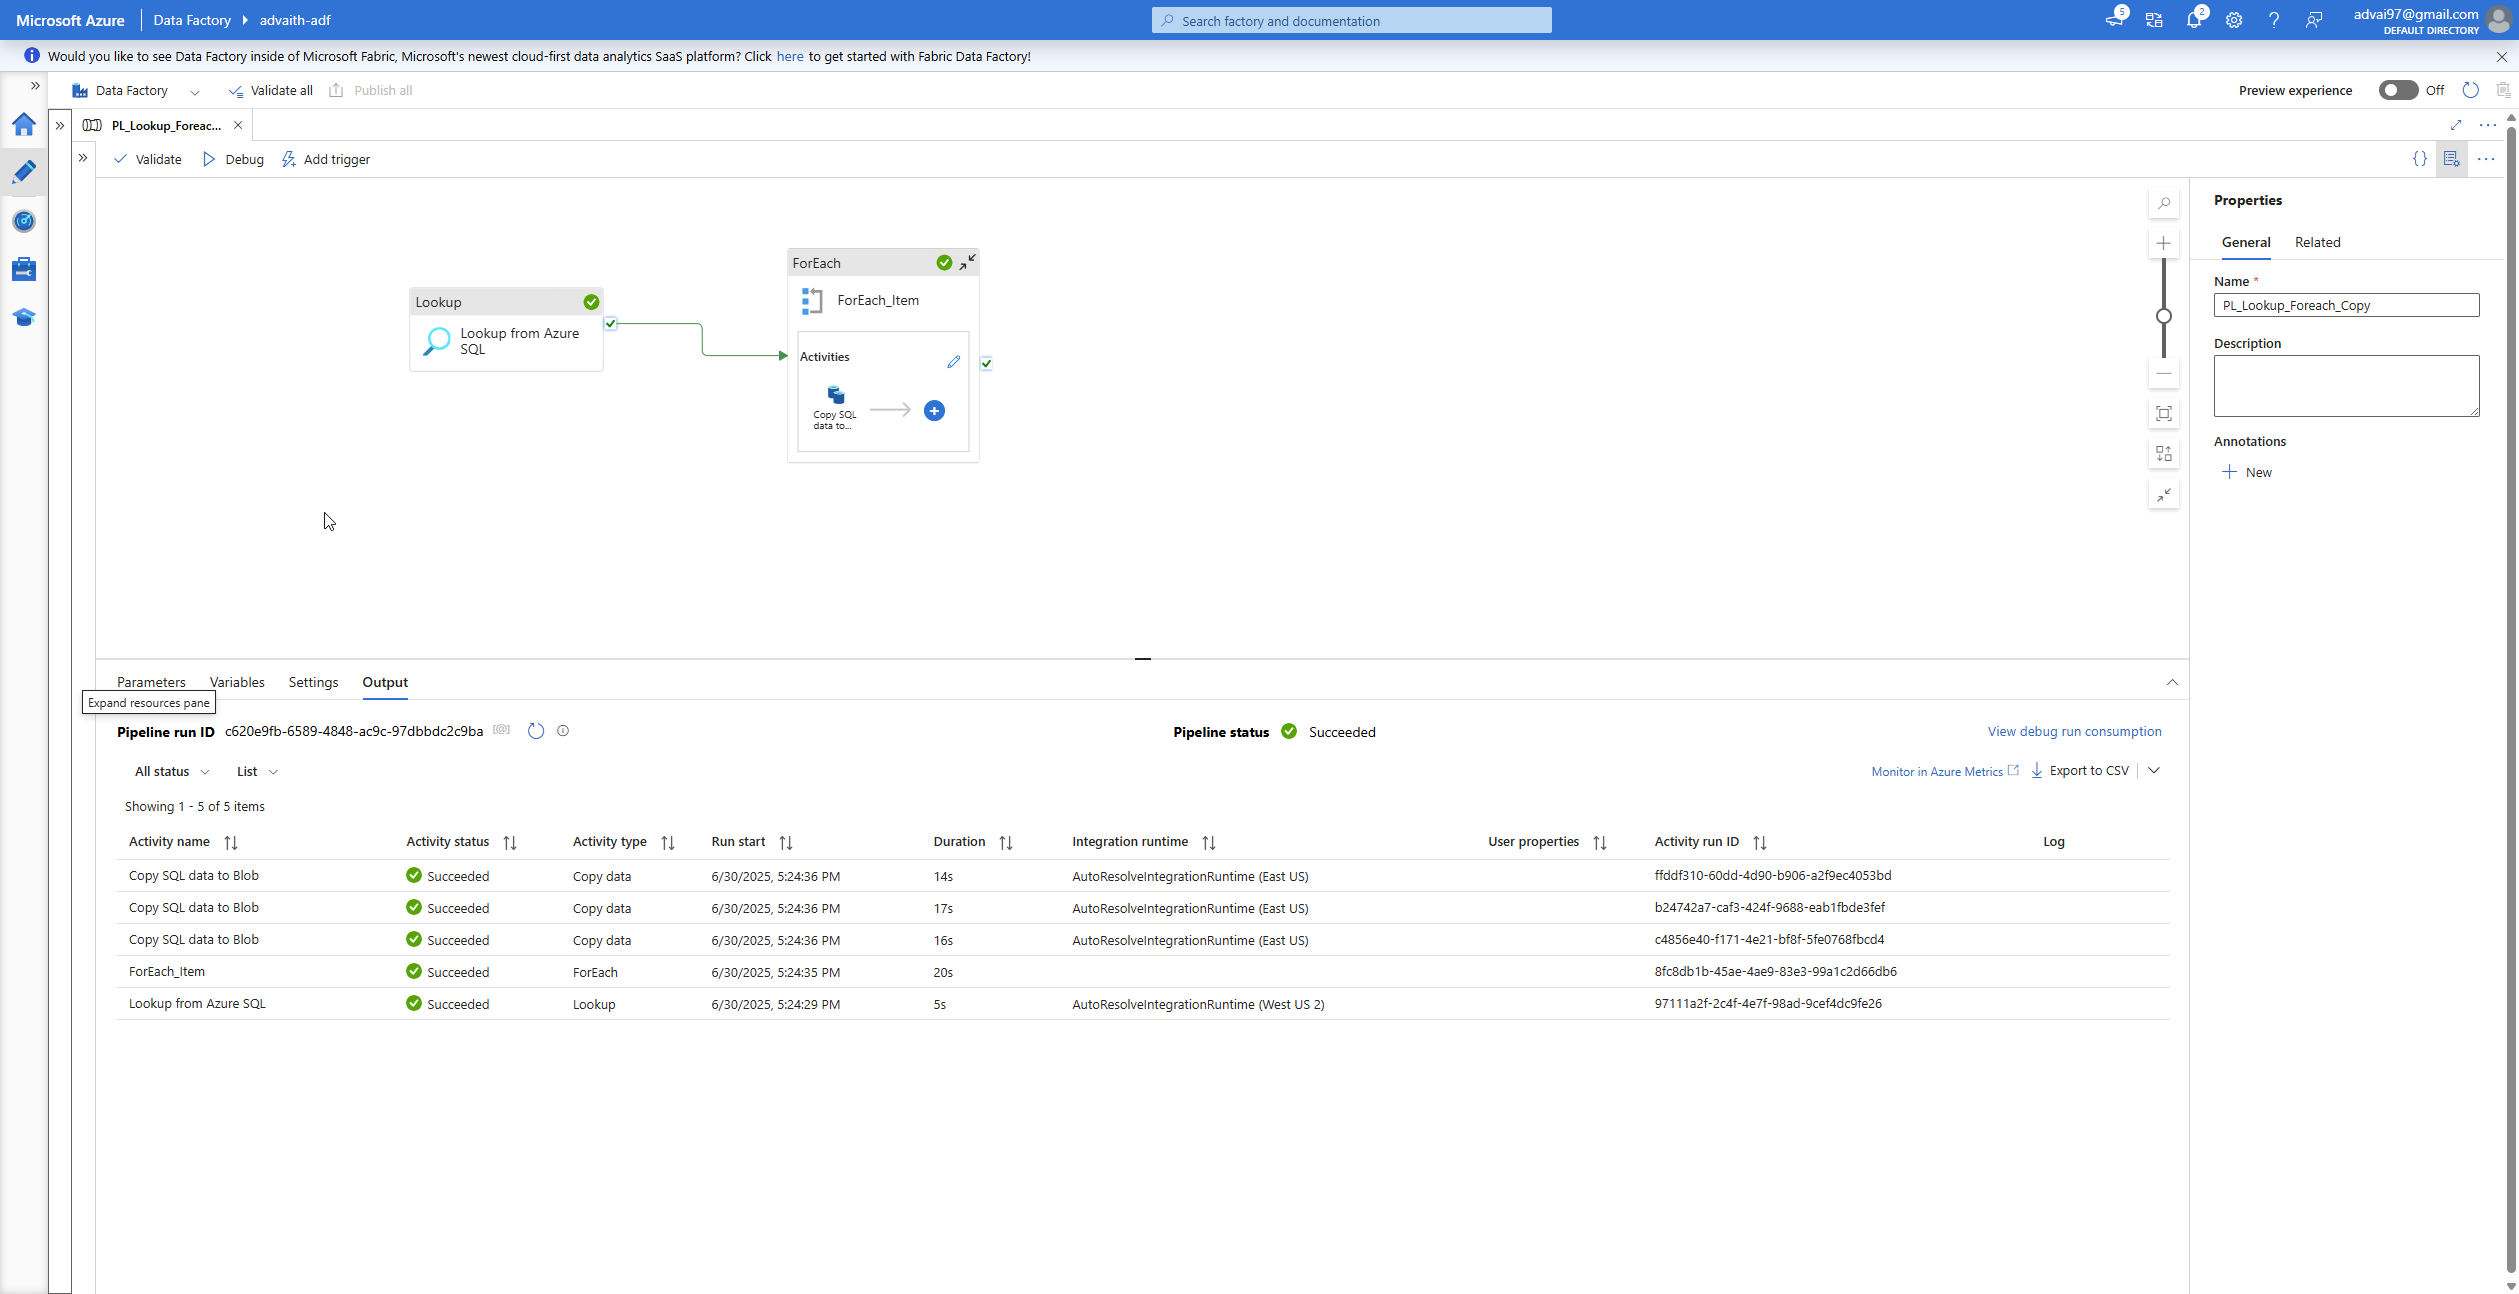 Microsoft Azure Data Factory advaith-adf Search factory and documentation 5 2 advai97@gmail.com
DEFAULT DIRECTORY
Would you like to see Data Factory inside of Microsoft Fabric, Microsoft's newest cloud-first data analytics SaaS platform? Click here to get started with Fabric Data Factory!
Data Factory Validate all Publish all Preview experience Off
PL_Lookup_Foreac...
Validate Debug Add trigger
Lookup
Lookup from Azure
SQL
ForEach
ForEach_Item
Activities
Copy SQL
data to...
Properties
General Related
Name *
PL_Lookup_Foreach_Copy
Description
Annotations
New
Parameters Variables Settings Output
Expand resources pane
Pipeline run ID c620e9fb-6589-4848-ac9c-97dbbdc2c9ba Pipeline status Succeeded View debug run consumption
All status List Monitor in Azure Metrics Export to CSV
Showing 1 - 5 of 5 items
Activity name Activity status Activity type Run start Duration Integration runtime User properties Activity run ID Log
Copy SQL data to Blob Succeeded Copy data 6/30/2025, 5:24:36 PM 14s AutoResolveIntegrationRuntime (East US) ffddf310-60dd-4d90-b906-a2f9ec4053bd
Copy SQL data to Blob Succeeded Copy data 6/30/2025, 5:24:36 PM 17s AutoResolveIntegrationRuntime (East US) b24742a7-caf3-424f-9688-eab1fbde3fef
Copy SQL data to Blob Succeeded Copy data 6/30/2025, 5:24:36 PM 16s AutoResolveIntegrationRuntime (East US) c4856e40-f171-4e21-bf8f-5fe0768fbcd4
ForEach_Item Succeeded ForEach 6/30/2025, 5:24:35 PM 20s 8fc8db1b-45ae-4ae9-83e3-99a1c2d66db6
Lookup from Azure SQL Succeeded Lookup 6/30/2025, 5:24:29 PM 5s AutoResolveIntegrationRuntime (West US 2) 97111a2f-2c4f-4e7f-98ad-9cef4dc9fe26